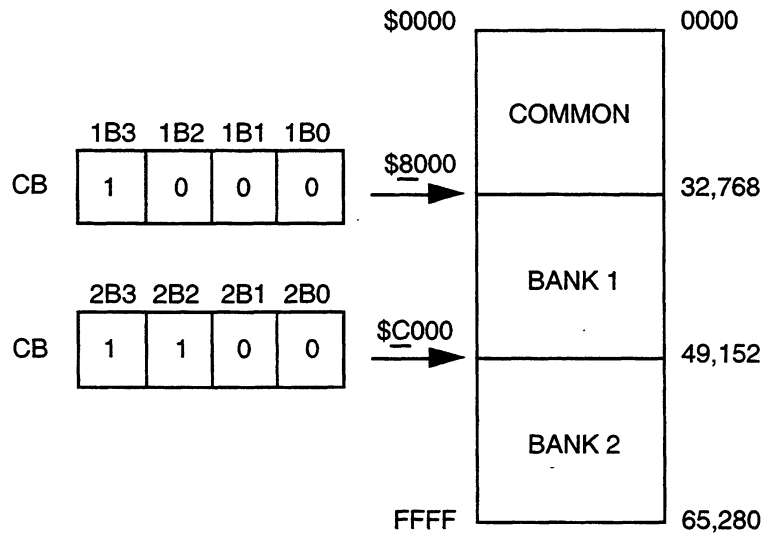 $0000 0000
COMMON
1B3 1B2 1B1 1B0
CB 1 0 0 0
$8000 32,768
BANK 1
2B3 2B2 2B1 2B0
CB 1 1 0 0
$C000 49,152
BANK 2
FFFF 65,280